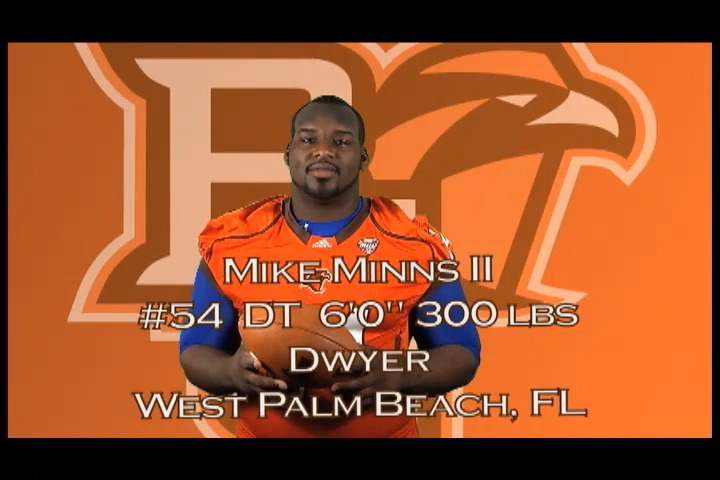 Mike Minns II
#54 DT 6'0" 300 lbs
Dwyer
West Palm Beach, FL